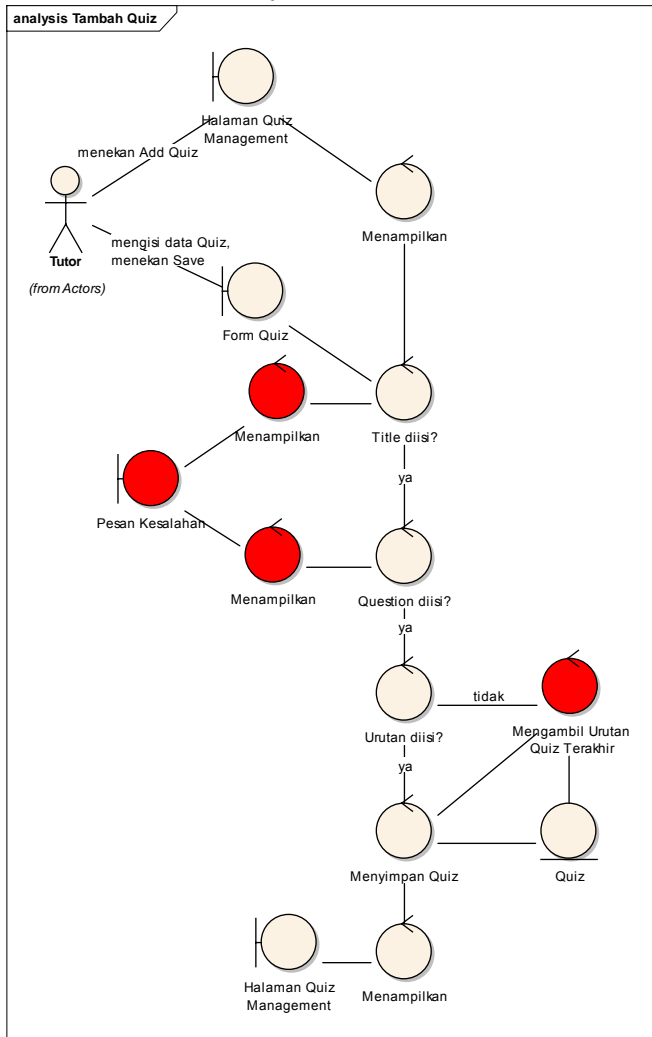 analysis Tambah Quiz
Halaman Quiz
Management
menekan Add Quiz
Menampilkan
mengisi data Quiz,
menekan Save
Tutor
(from Actors)
Form Quiz
Menampilkan
Title diisi?
ya
Pesan Kesalahan
Menampilkan
Question diisi?
ya
tidak
Urutan diisi?
Mengambil Urutan
Quiz Terakhir
ya
Menyimpan Quiz
Quiz
Halaman Quiz
Management
Menampilkan